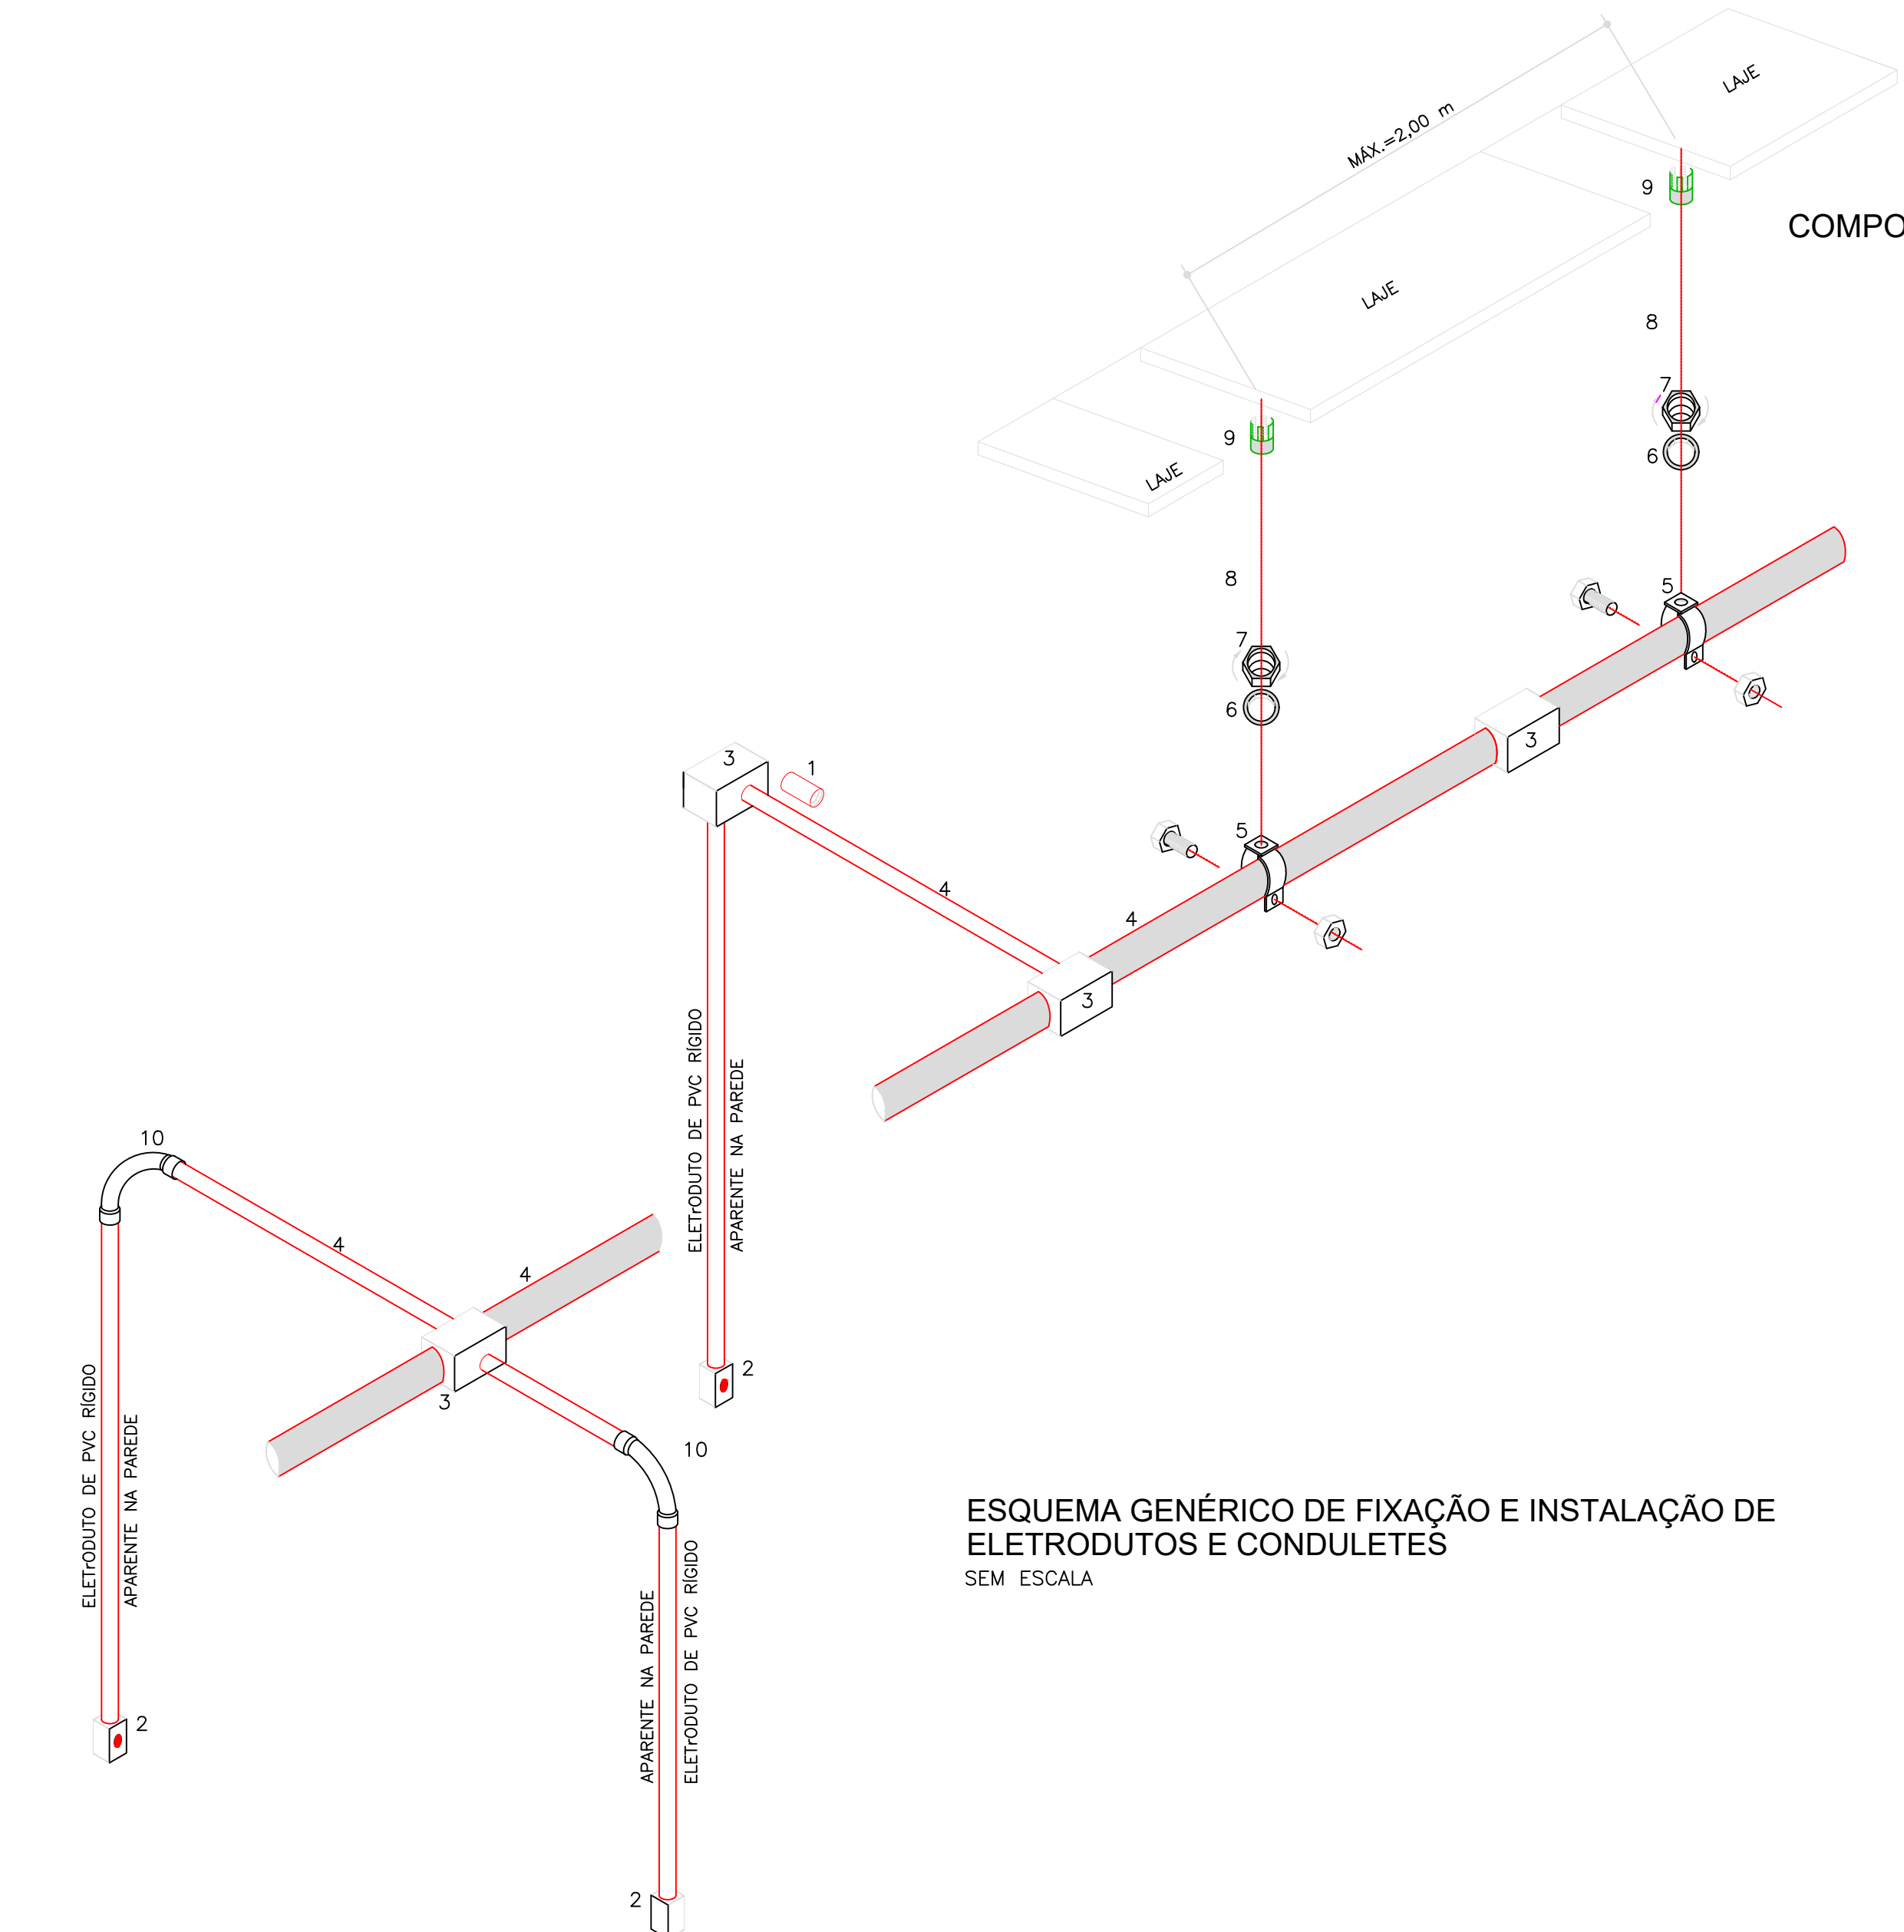 LAJE
MÁX.=2,00 m
9
COMPO
LAJE
8
7
9
6
LAJE
8
5
7
6
3
3
1
5
4
4
3
ELETrODUTO DE PVC RÍGIDO
APARENTE NA PAREDE
10
4
4
2
3
10
ELETrODUTO DE PVC RÍGIDO
APARENTE NA PAREDE
ESQUEMA GENÉRICO DE FIXAÇÃO E INSTALAÇÃO DE
ELETRODUTOS E CONDULETES
SEM ESCALA
APARENTE NA PAREDE
ELETrODUTO DE PVC RÍGIDO
2
2